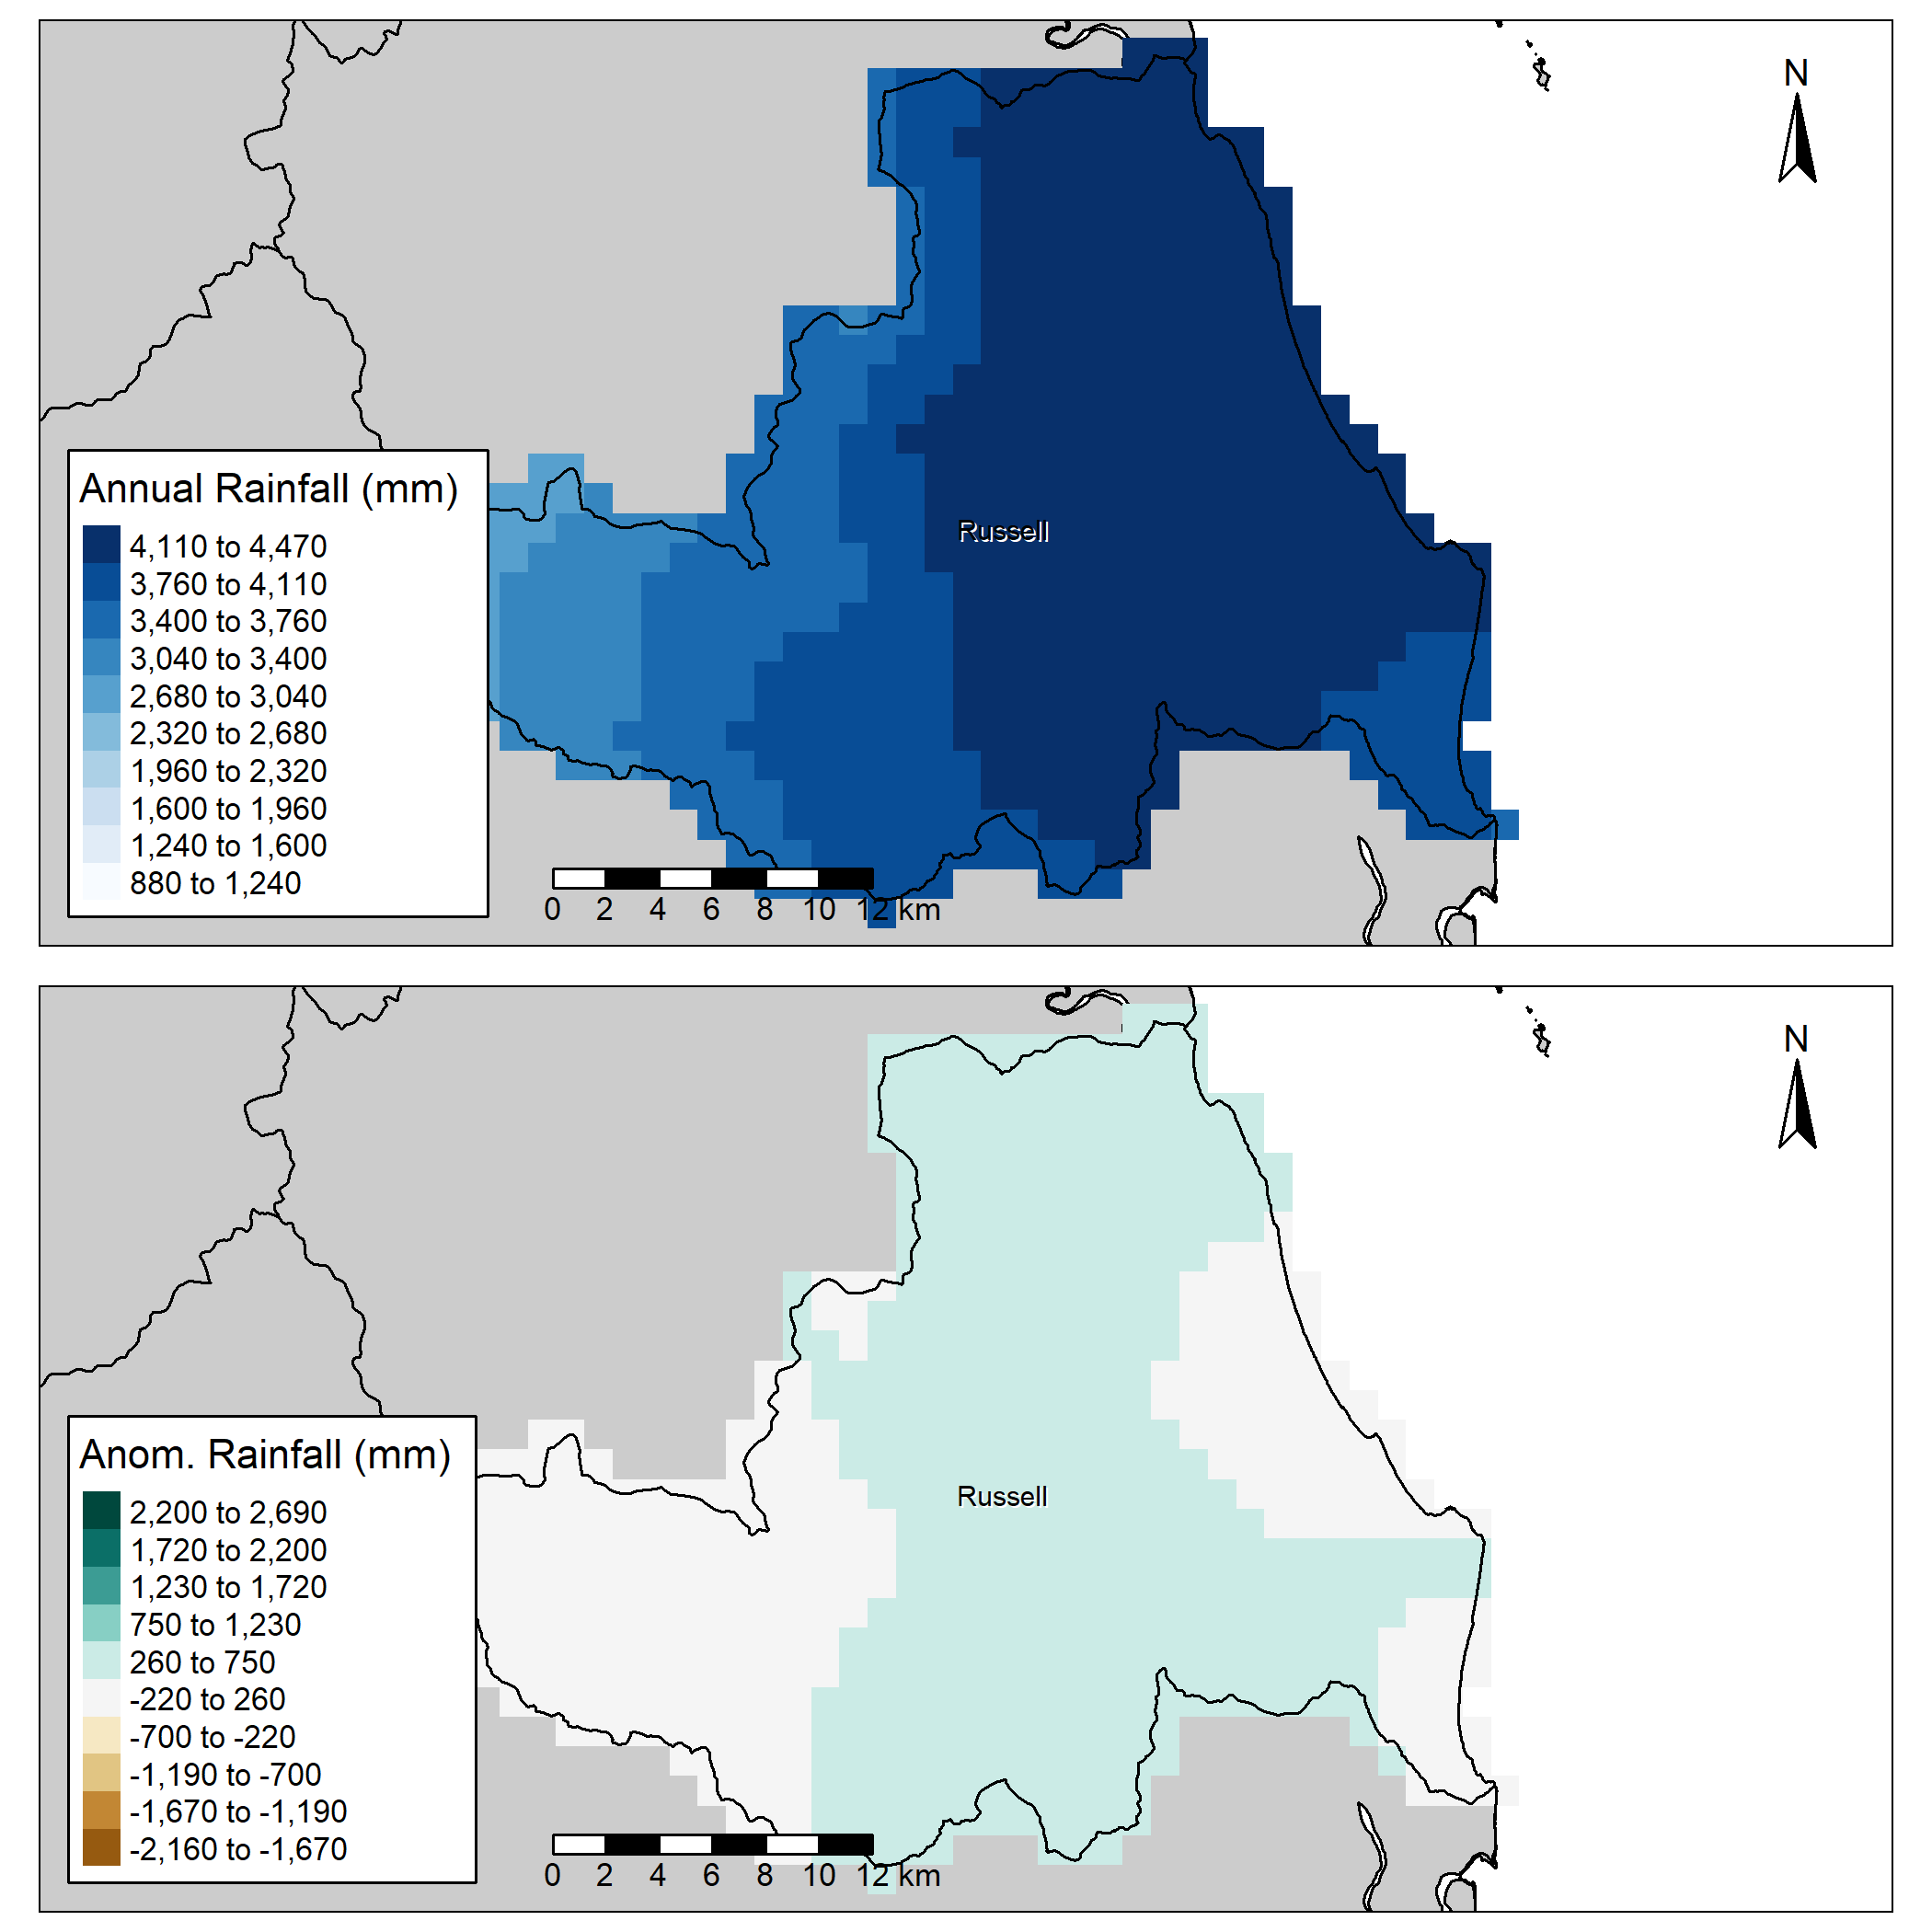 N
Russell
Annual Rainfall (mm)
4,110 to 4,470
3,760 to 4,110
3,400 to 3,760
3,040 to 3,400
2,680 to 3,040
2,320 to 2,680
1,960 to 2,320
1,600 to 1,960
1,240 to 1,600
880 to 1,240
0 2 4 6 8 10 12 km
N
Russell
Anom. Rainfall (mm)
2,200 to 2,690
1,720 to 2,200
1,230 to 1,720
750 to 1,230
260 to 750
-220 to 260
-700 to -220
-1,190 to -700
-1,670 to -1,190
-2,160 to -1,670
0 2 4 6 8 10 12 km